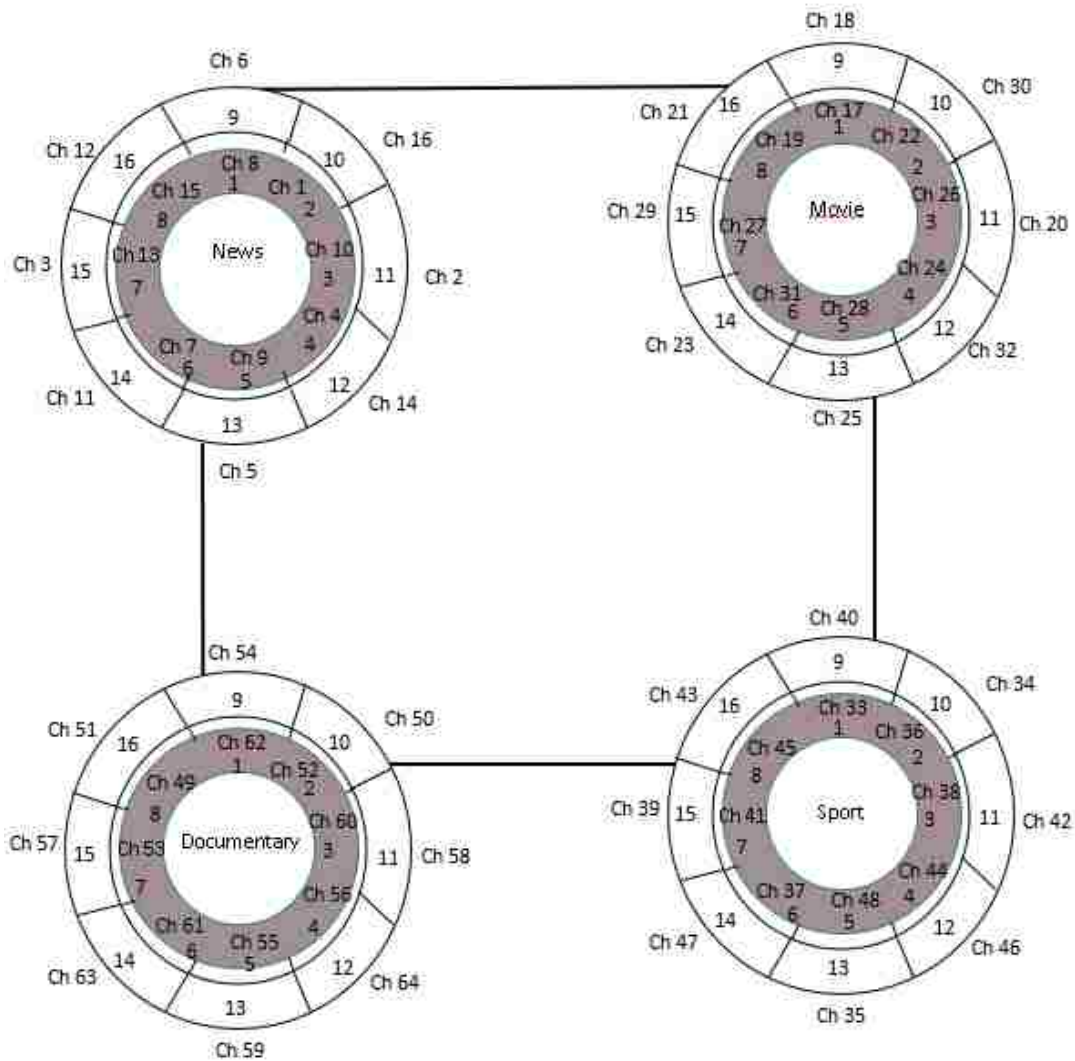 Ch 6
Ch 16
Ch 2
Ch 14
Ch 5
Ch 11
Ch 3
Ch 12
9
10
11
12
13
14
15
16
Ch 8
1
Ch 1
2
Ch 10
3
Ch 4
4
Ch 9
5
Ch 7
6
Ch 13
7
Ch 15
8
News
Ch 18
Ch 30
Ch 20
Ch 32
Ch 25
Ch 23
Ch 29
Ch 21
9
10
11
12
13
14
15
16
Ch 17
1
Ch 22
2
Ch 26
3
Ch 24
4
Ch 28
5
Ch 31
6
Ch 27
7
Ch 19
8
Movie
Ch 54
Ch 50
Ch 58
Ch 64
Ch 59
Ch 63
Ch 57
Ch 51
9
10
11
12
13
14
15
16
Ch 62
1
Ch 52
2
Ch 60
3
Ch 56
4
Ch 55
5
Ch 61
6
Ch 53
7
Ch 49
8
Documentary
Ch 40
Ch 34
Ch 42
Ch 46
Ch 35
Ch 47
Ch 39
Ch 43
9
10
11
12
13
14
15
16
Ch 33
1
Ch 36
2
Ch 38
3
Ch 44
4
Ch 48
5
Ch 37
6
Ch 41
7
Ch 45
8
Sport